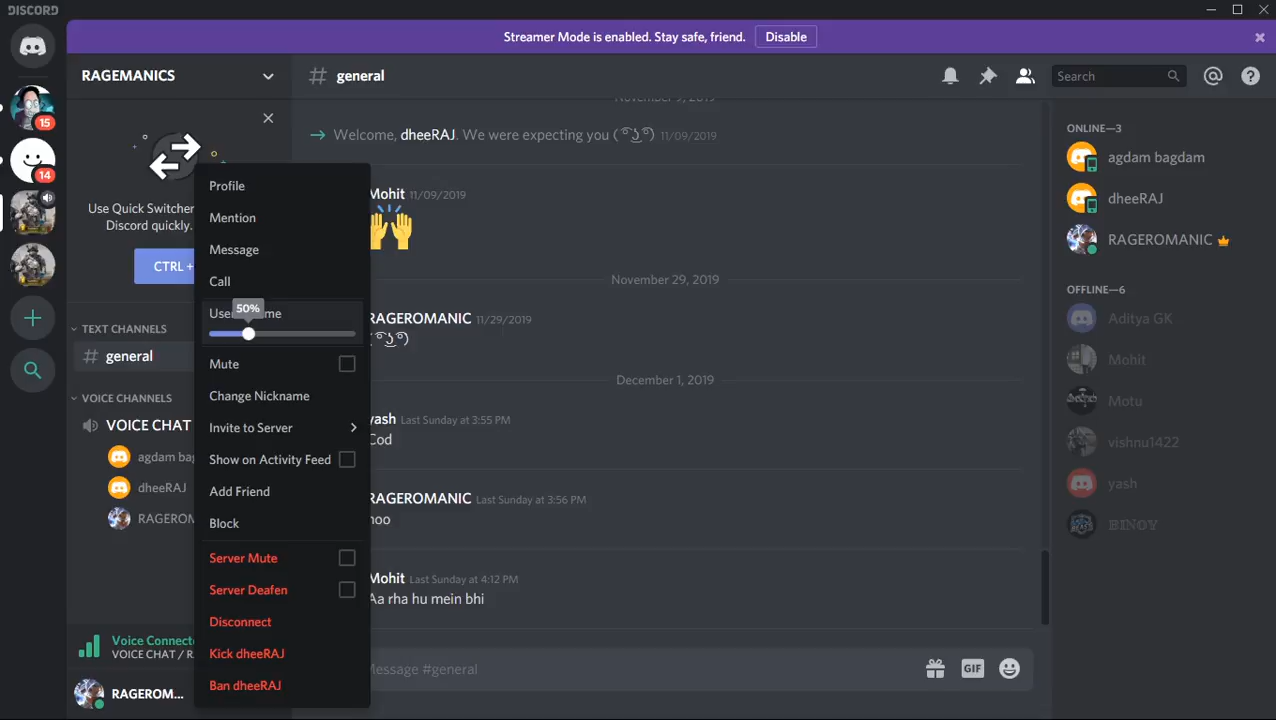 DISCORD
Streamer Mode is enabled. Stay safe, friend.
Disable
15
14
RAGEMANICS
Use Quick Switcher
Discord quickly.
CTRL +
TEXT CHANNELS
# general
VOICE CHANNELS
VOICE CHAT
agdam bag
dheeRAJ
RAGEROM
Voice Connect
VOICE CHAT / R
RAGEROM...
Profile
Mention
Message
Call
50%
Mute
Change Nickname
Invite to Server
Show on Activity Feed
Add Friend
Block
Server Mute
Server Deafen
Disconnect
Kick dheeRAJ
Ban dheeRAJ
# general
Search
Welcome, dheeRAJ. We were expecting you ( ͡° ͜ʖ ͡°) 11/09/2019
Mohit 11/09/2019
November 29, 2019
RAGEROMANIC 11/29/2019
( ͡° ͜ʖ ͡°)
December 1, 2019
yash Last Sunday at 3:55 PM
Cod
RAGEROMANIC Last Sunday at 3:56 PM
noo
Mohit Last Sunday at 4:12 PM
Aa rha hu mein bhi
Message #general
GIF
ONLINE—3
agdam bagdam
dheeRAJ
RAGEROMANIC
OFFLINE—6
Aditya GK
Mohit
Motu
vishnu1422
yash
𝔹𝕀ℕ𝕆𝕐